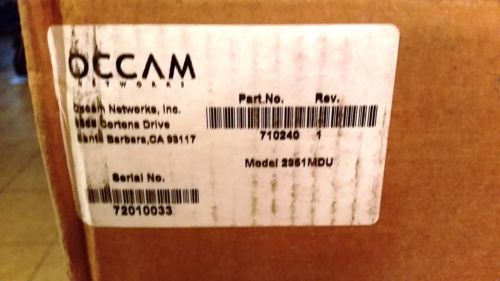 OCCAM
NETWORKS
Occam Networks, Inc.
Drive
Santa Barbara, CA 93117
Part.No. Rev.
710240 1
Model 2351MDU
Serial No.
72010033